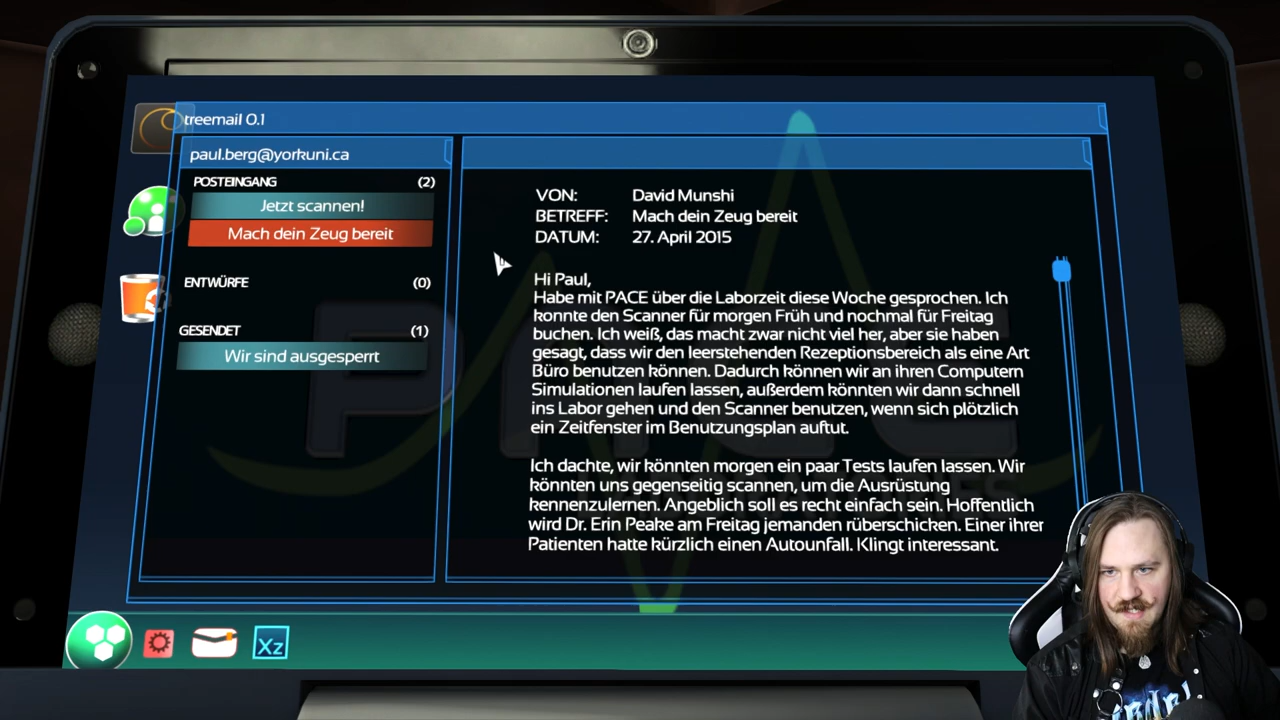 treemail 0.1
paul.berg@yorkuni.ca
POSTEINGANG (2)
Jetzt scannen!
Mach dein Zeug bereit
ENTWÜRFE (0)
GESENDET (1)
Wir sind ausgesperrt
VON: David Munshi
BETREFF: Mach dein Zeug bereit
DATUM: 27. April 2015
Hi Paul,
Habe mit PACE über die Laborzeit diese Woche gesprochen. Ich
konnte den Scanner für morgen Früh und nochmal für Freitag
buchen. Ich weiß, das macht zwar nicht viel her, aber sie haben
gesagt, dass wir den leerstehenden Rezeptionsbereich als eine Art
Büro benutzen können. Dadurch können wir an ihren Computern
Simulationen laufen lassen, außerdem könnten wir dann schnell
ins Labor gehen und den Scanner benutzen, wenn sich plötzlich
ein Zeitfenster im Benutzungsplan auftut.
Ich dachte, wir könnten morgen ein paar Tests laufen lassen. Wir
könnten uns gegenseitig scannen, um die Ausrüstung
kennenzulernen. Angeblich soll es recht einfach sein. Hoffentlich
wird Dr. Erin Peake am Freitag jemanden rüberschicken. Einer ihrer
Patienten hatte kürzlich einen Autounfall. Klingt interessant.
PACE
Xz